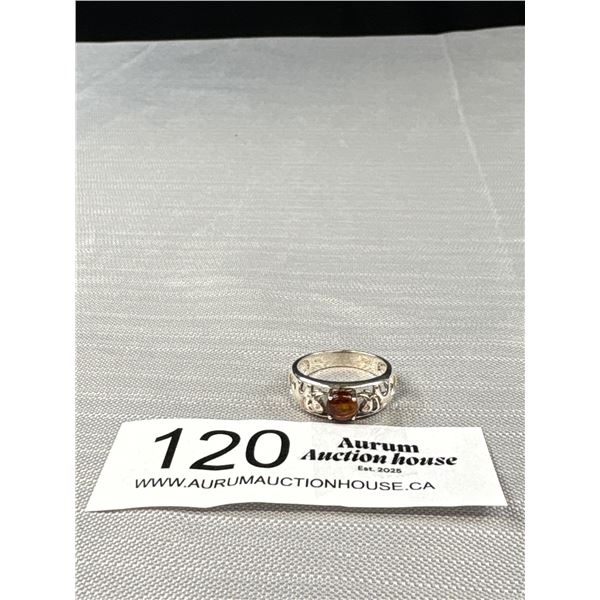 120
Aurum
Auction house
Est. 2025
WWW.AURUMAUCTIONHOUSE.CA